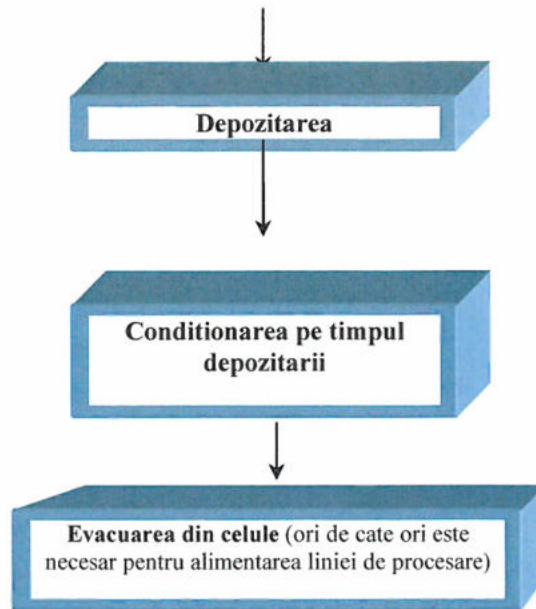 Depozitarea
Conditionarea pe timpul
depozitarii
Evacuarea din celule (ori de cate ori este
necesar pentru alimentarea liniei de procesare)